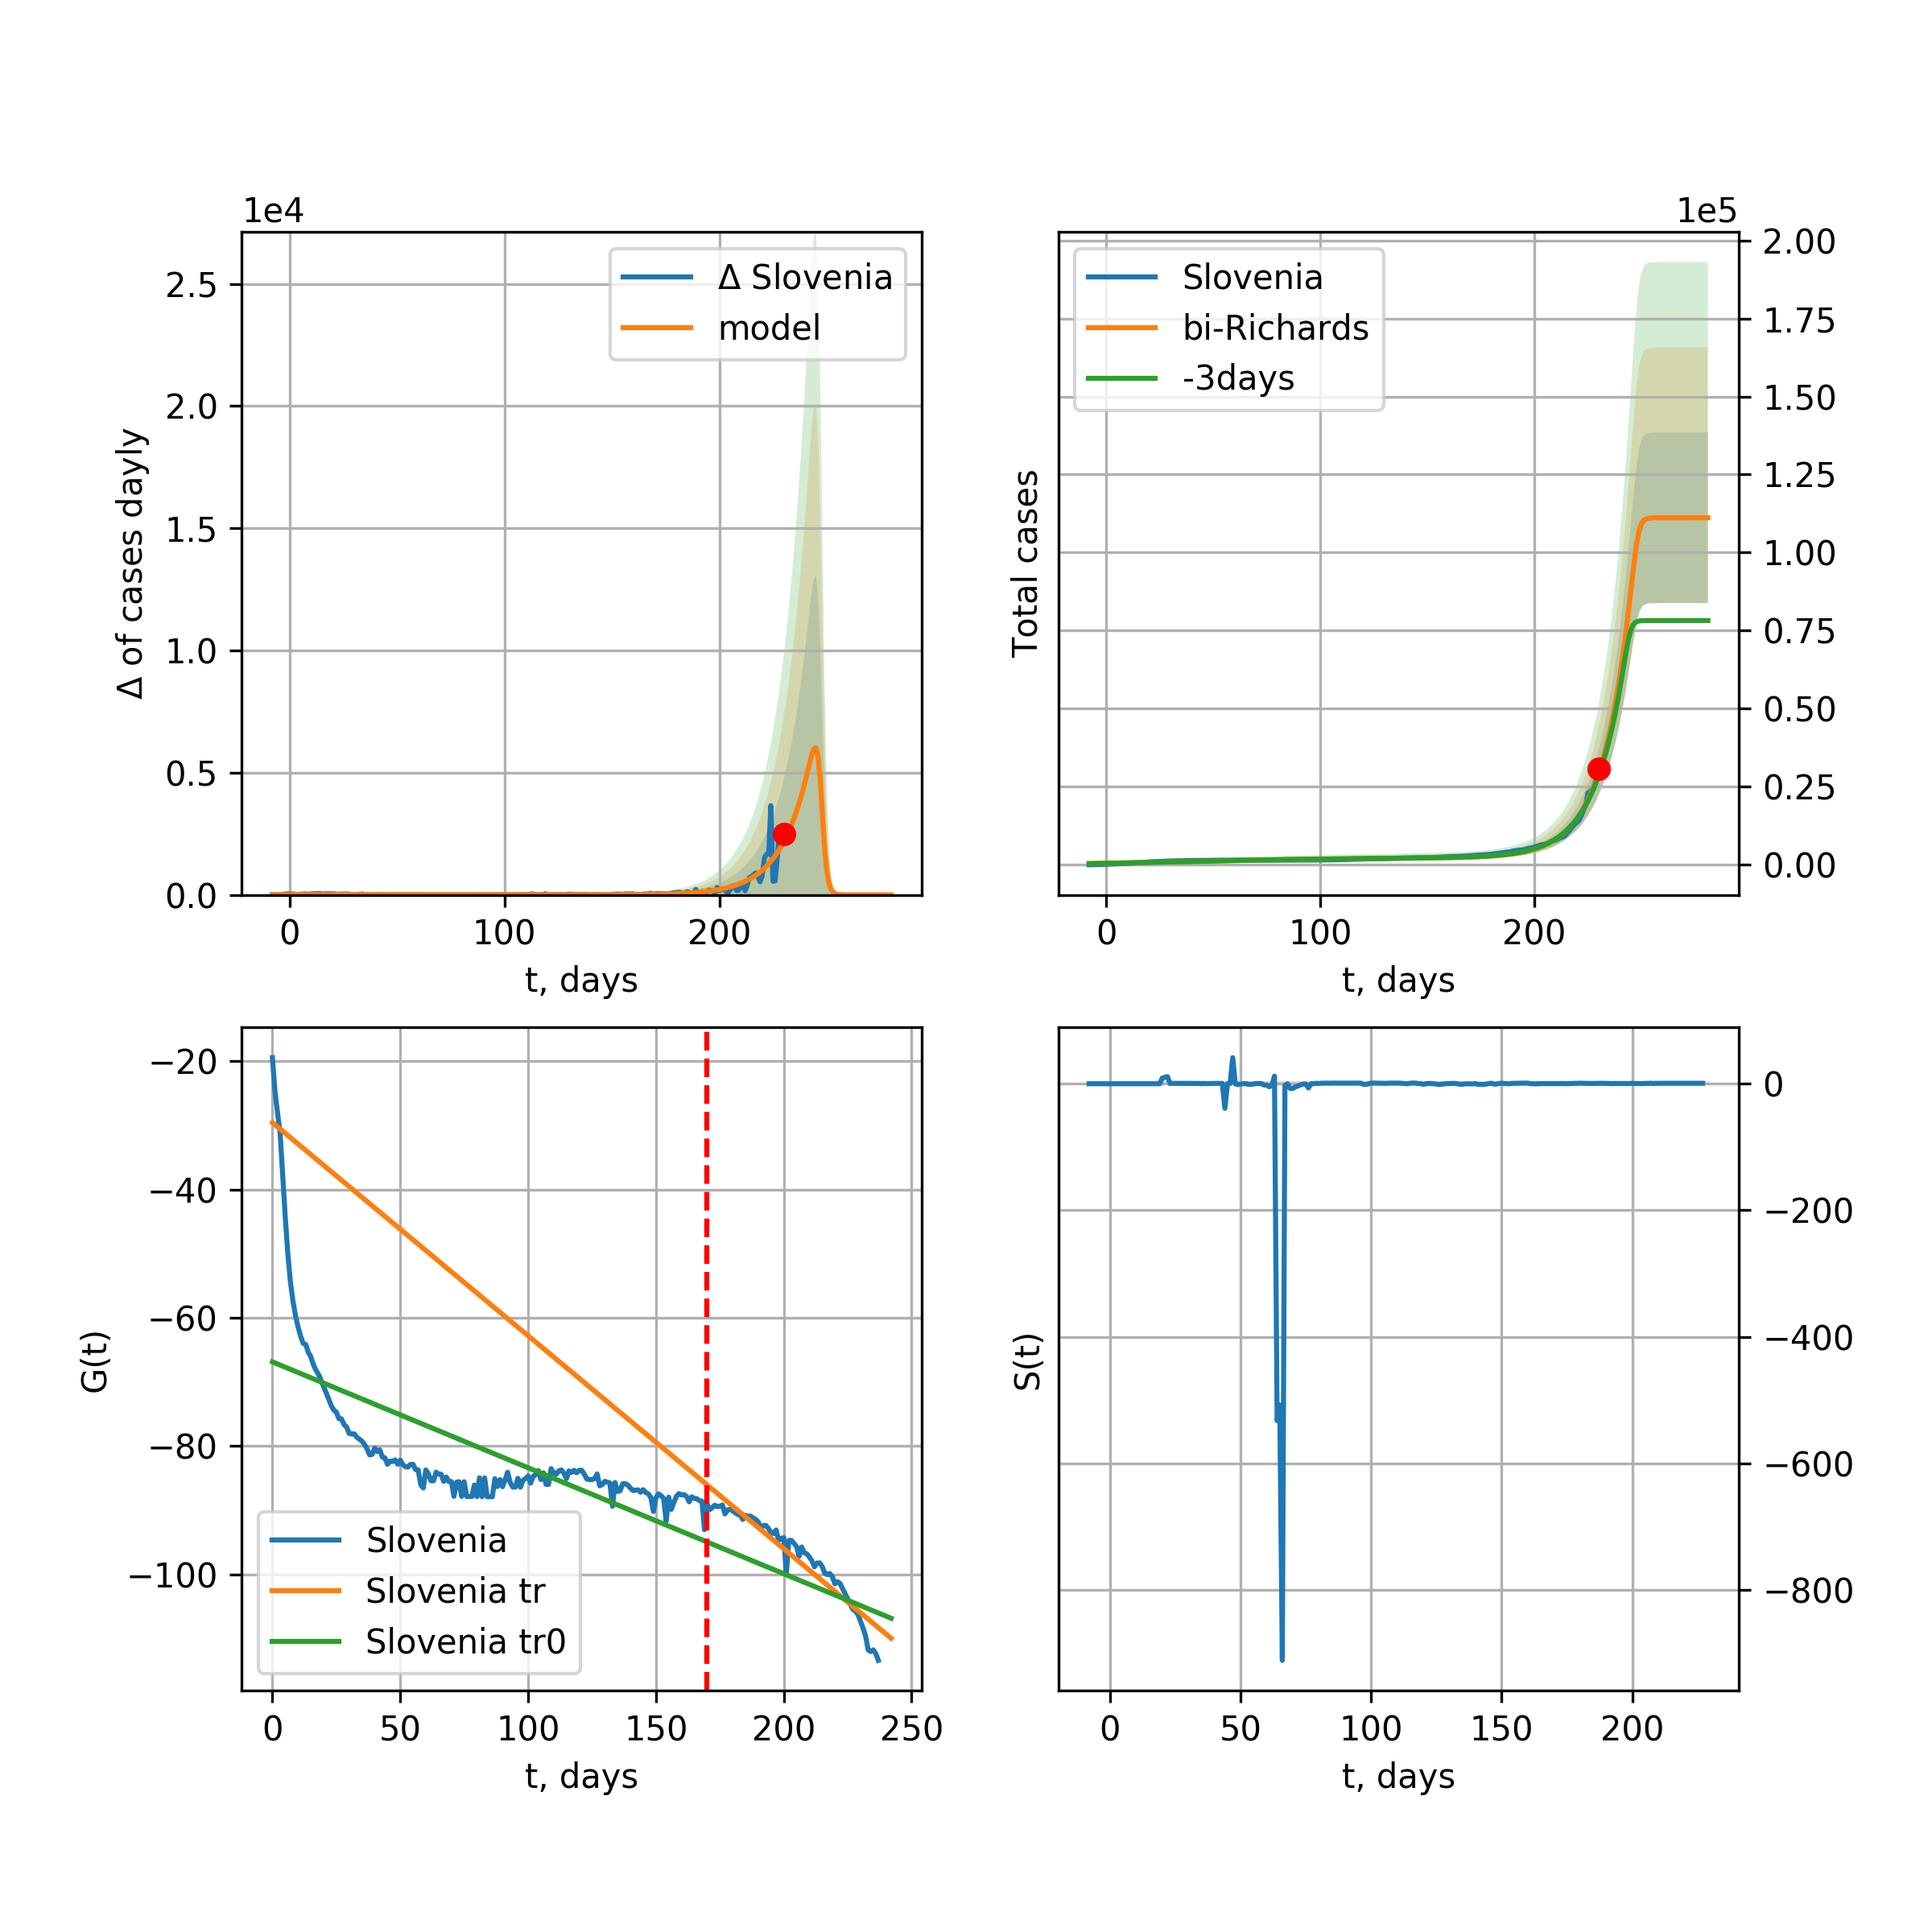 1e4
2.5
2.0
1.5
1.0
0.5
0.0
Δ of cases dayly
Δ Slovenia
model
0
100
200
t, days
1e5
2.00
1.75
1.50
1.25
1.00
0.75
0.50
0.25
0.00
Total cases
Slovenia
bi-Richards
-3days
0
100
200
t, days
−20
−40
−60
−80
−100
G(t)
Slovenia
Slovenia tr
Slovenia tr0
0
50
100
150
200
250
t, days
0
−200
−400
−600
−800
S(t)
0
50
100
150
200
t, days